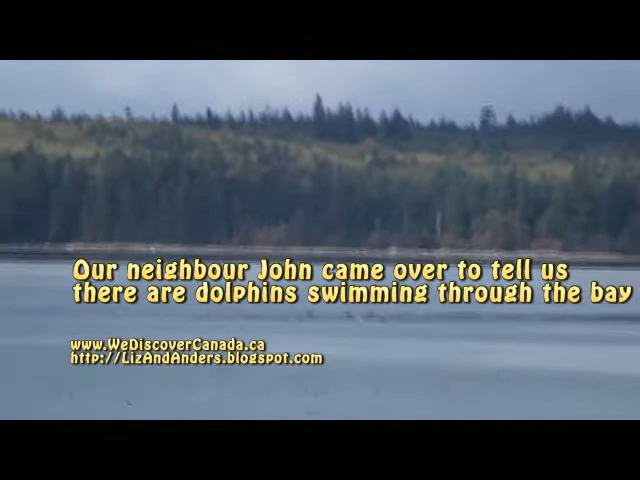 Our neighbour John came over to tell us
there are dolphins swimming through the bay
www.WeDiscoverCanada.ca
http://LizAndAnders.blogspot.com